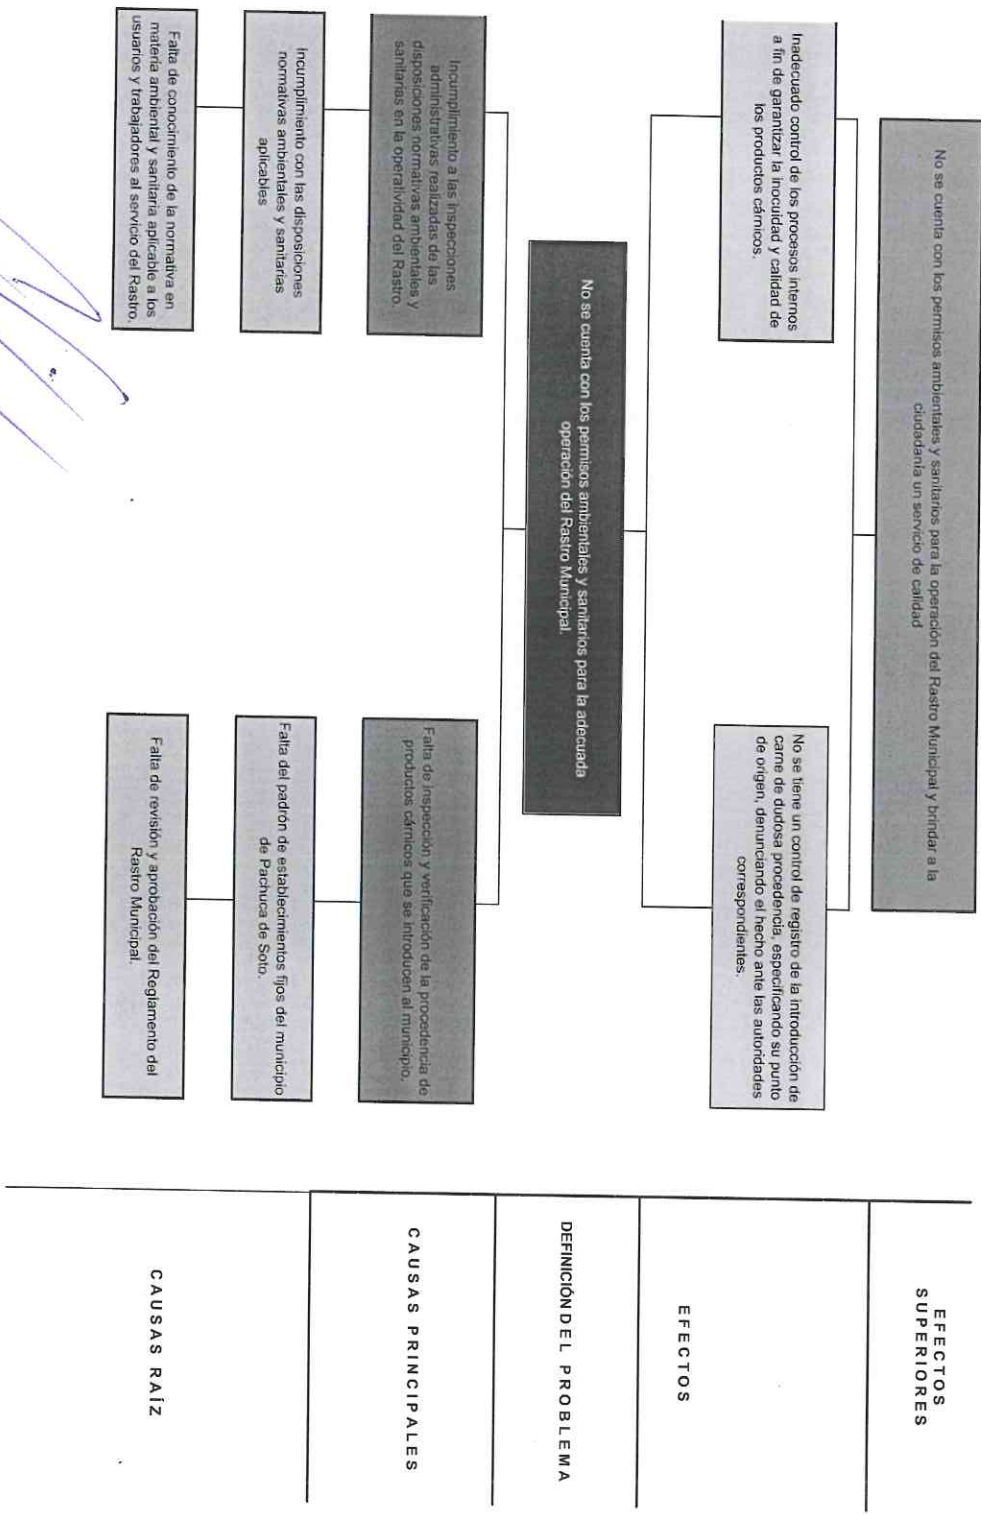 No se cuenta con los permisos ambientales y sanitarios para la operación del Rastro Municipal y brindar a la
ciudadanía un servicio de calidad
EFECTOS
SUPERIORES
Inadecuado control de los procesos internos
a fin de garantizar la inocuidad y calidad de
los productos cárnicos.
No se tiene un control de registro de la introducción de
carne de dudosa procedencia, especificando su punto
de origen, denunciando el hecho ante las autoridades
correspondientes.
EFECTOS
No se cuenta con los permisos ambientales y sanitarios para la adecuada
operación del Rastro Municipal.
DEFINICIÓN DEL PROBLEMA
Incumplimiento a las inspecciones
administrativas realizadas de las
disposiciones normativas ambientales y
sanitarias en la operatividad del Rastro.
Falta de inspección y verificación de la procedencia de
productos cárnicos que se introducen al municipio.
CAUSAS PRINCIPALES
Incumplimiento con las disposiciones
normativas ambientales y sanitarias
aplicables
Falta del padrón de establecimientos fijos del municipio
de Pachuca de Soto.
Falta de conocimiento de la normativa en
materia ambiental y sanitaria aplicable a los
usuarios y trabajadores al servicio del Rastro.
Falta de revisión y aprobación del Reglamento del
Rastro Municipal.
CAUSAS RAÍZ